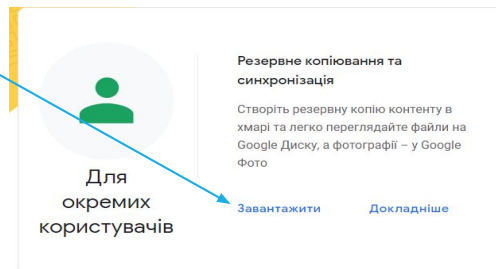 Резервне копіювання та
синхронізація
Створіть резервну копію контенту в
хмарі та легко переглядайте файли на
Google Диску, а фотографії – у Google
Фото
Для
окремих
користувачів
Завантажити Докладніше